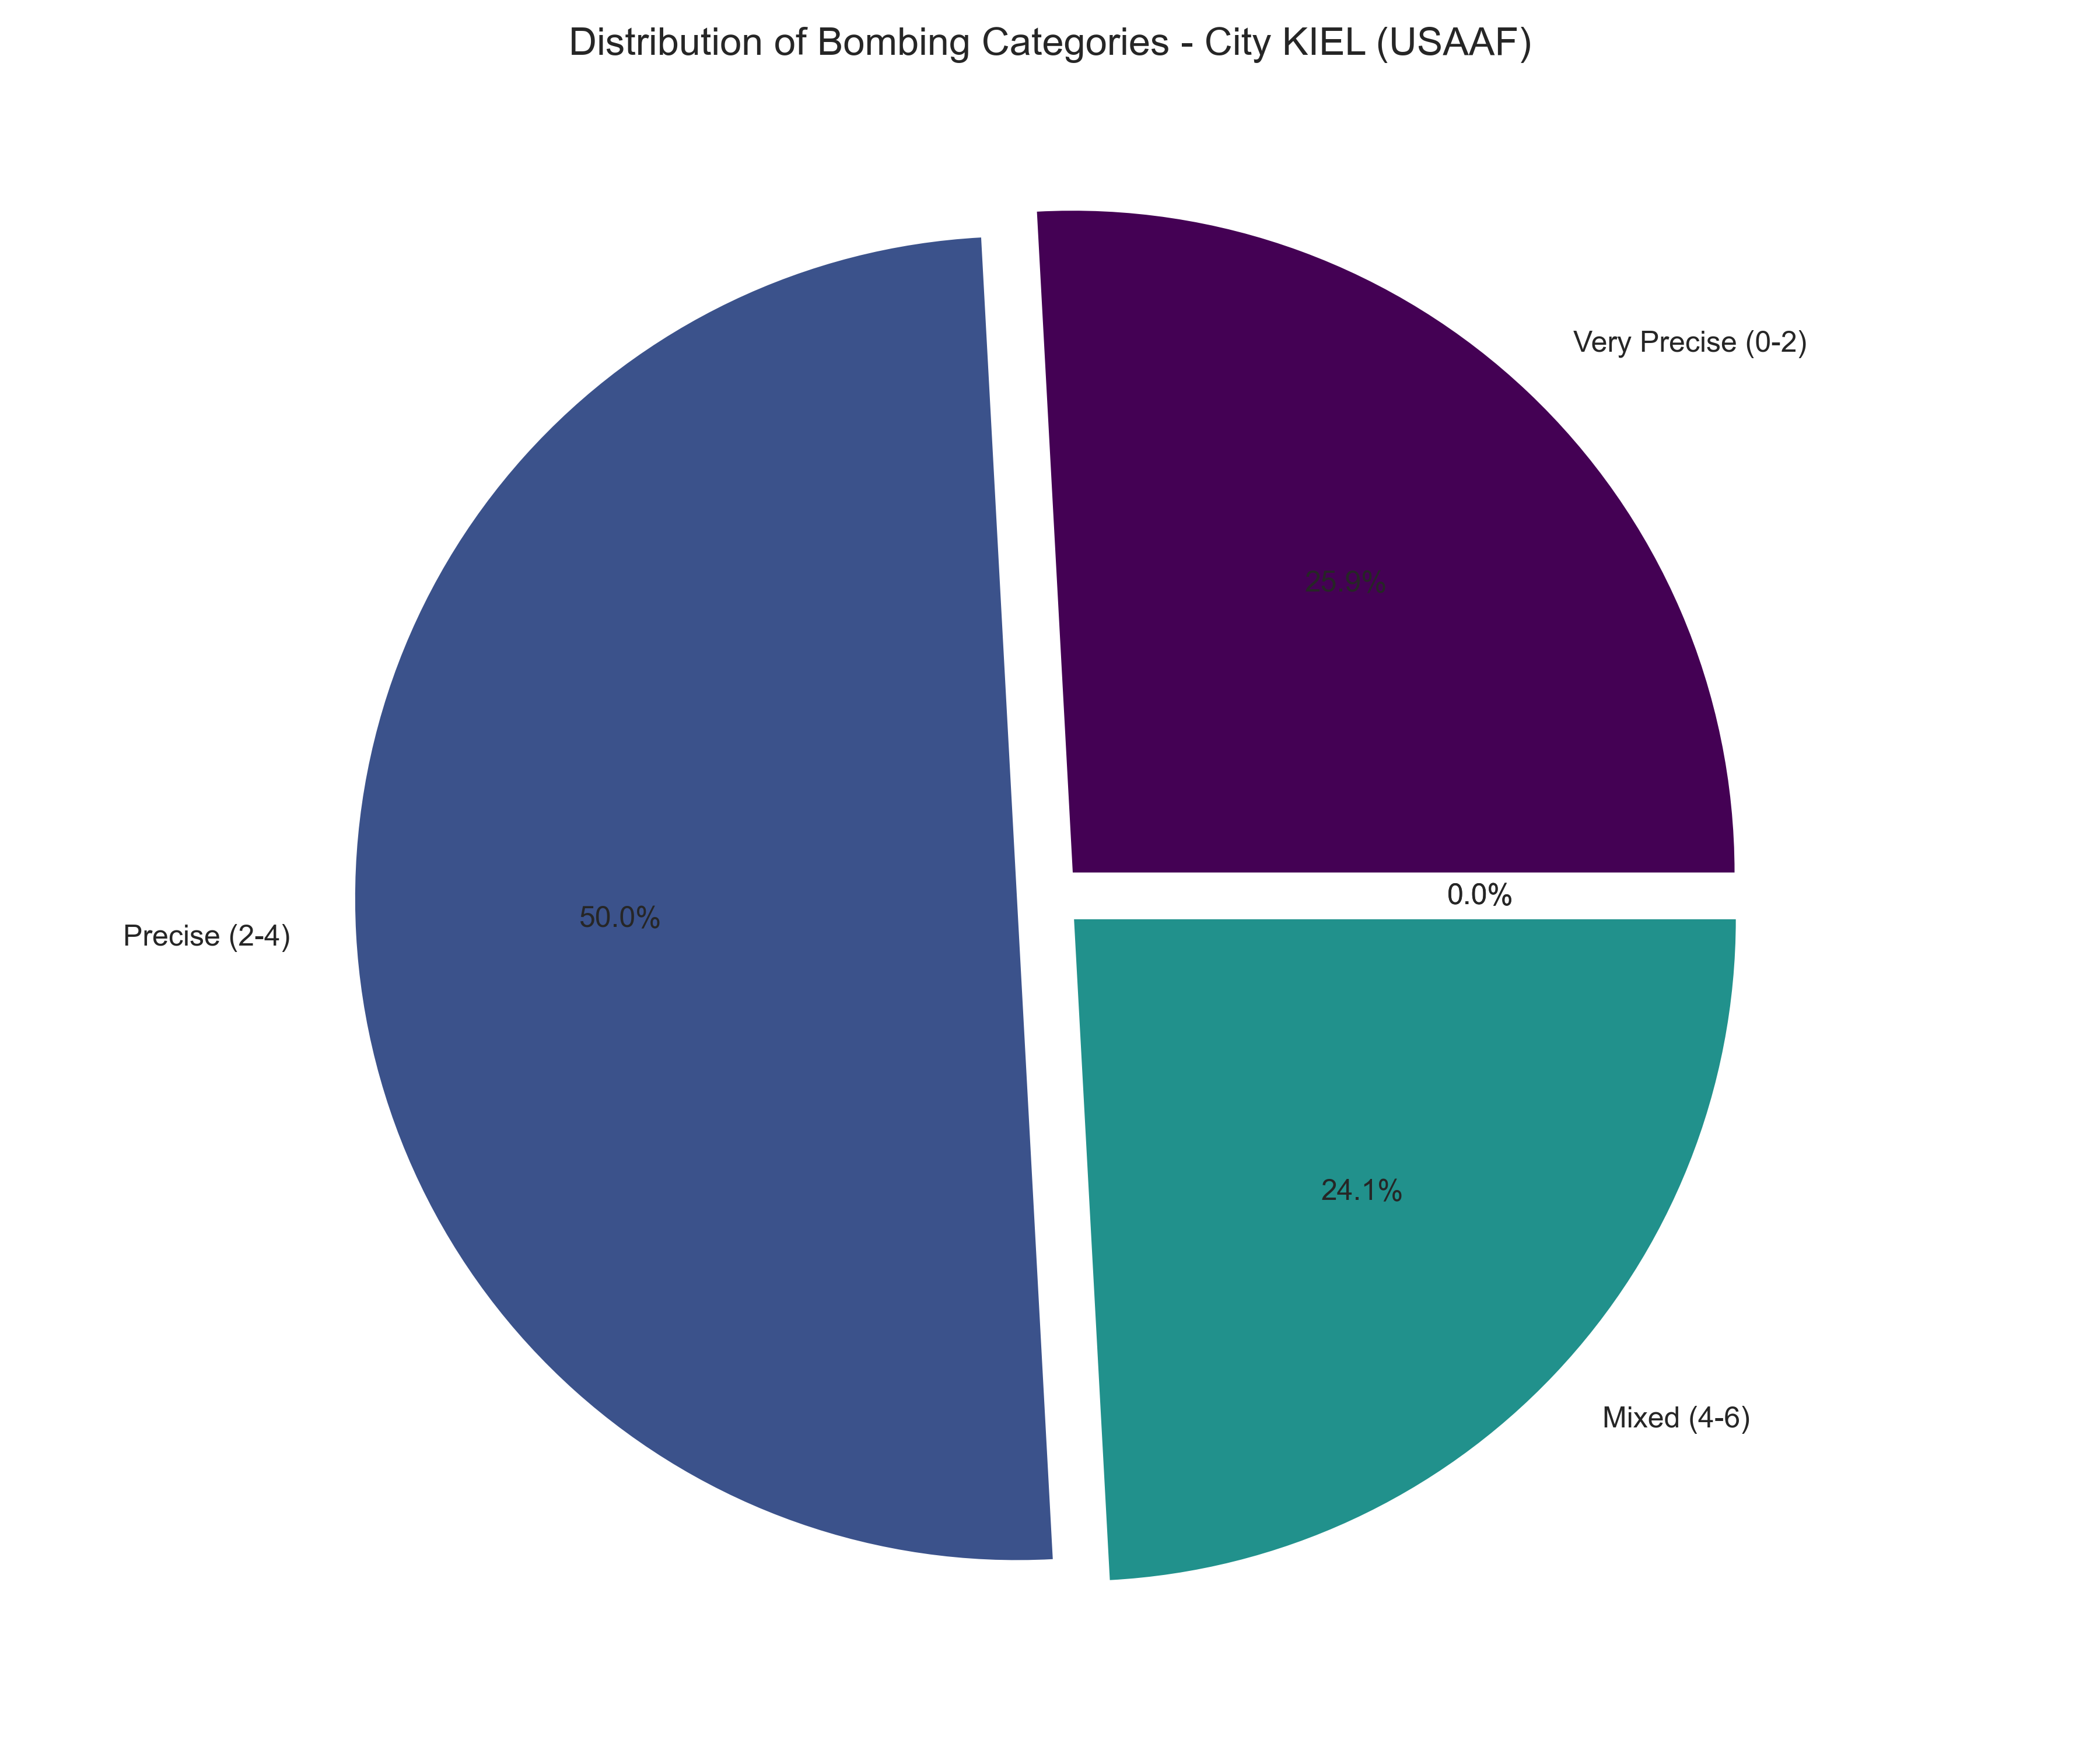 Distribution of Bombing Categories - City KIEL (USAAF)
Very Precise (0-2)
25.9%
0.0%
Precise (2-4)
50.0%
24.1%
Mixed (4-6)